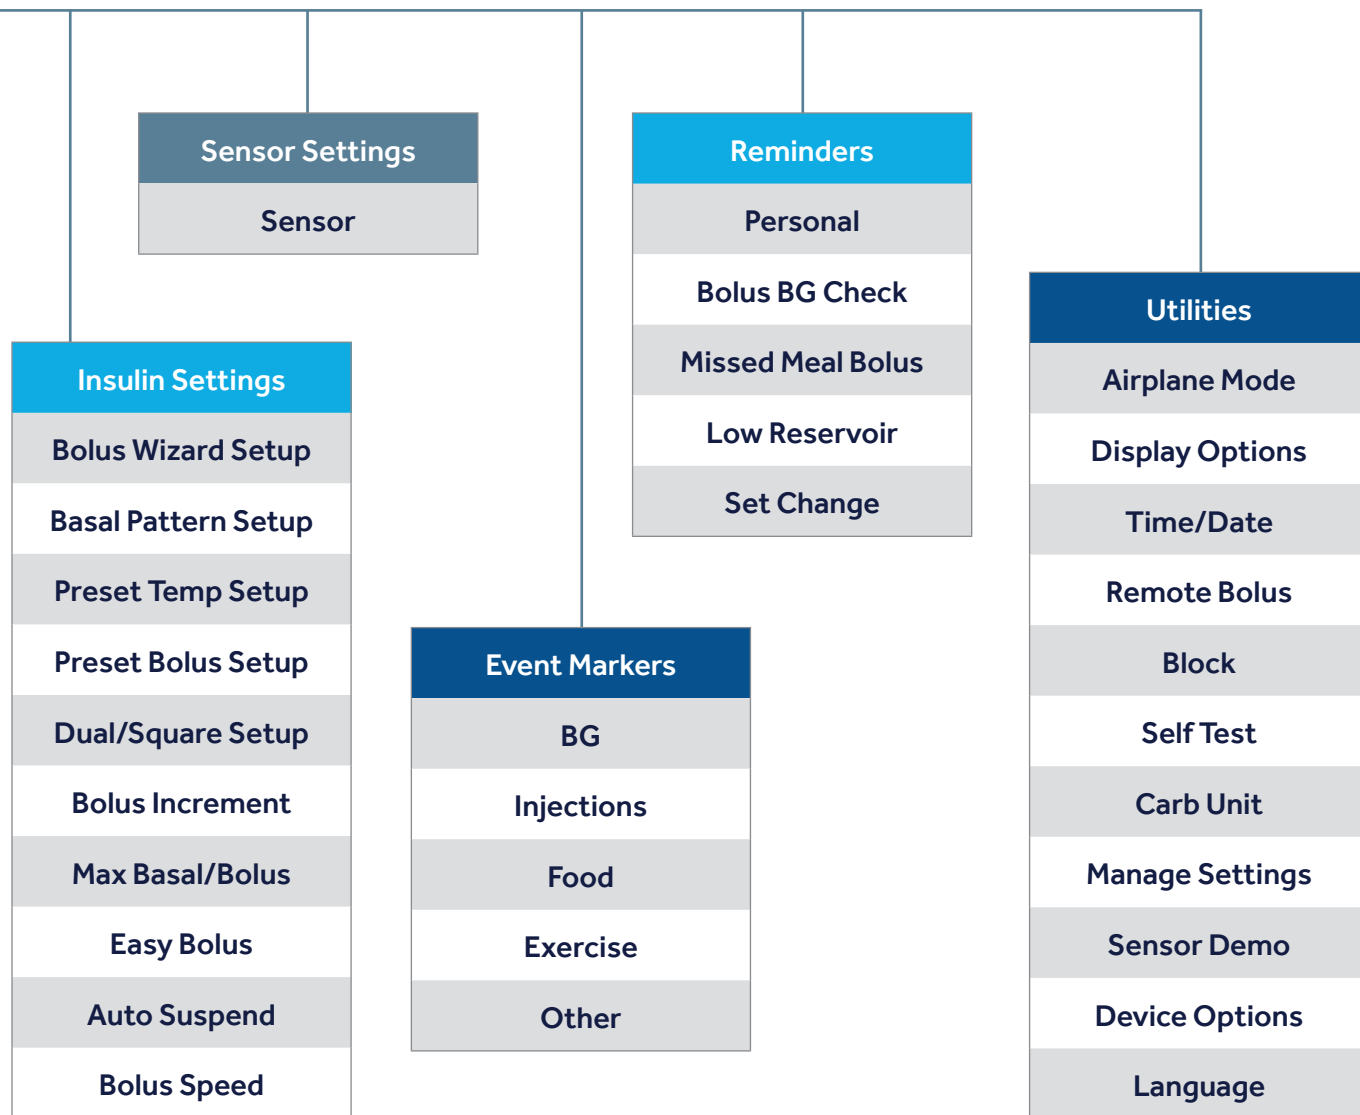 Sensor Settings
Sensor
Reminders
Personal
Bolus BG Check
Missed Meal Bolus
Low Reservoir
Set Change
Insulin Settings
Bolus Wizard Setup
Basal Pattern Setup
Preset Temp Setup
Preset Bolus Setup
Dual/Square Setup
Bolus Increment
Max Basal/Bolus
Easy Bolus
Auto Suspend
Bolus Speed
Event Markers
BG
Injections
Food
Exercise
Other
Utilities
Airplane Mode
Display Options
Time/Date
Remote Bolus
Block
Self Test
Carb Unit
Manage Settings
Sensor Demo
Device Options
Language